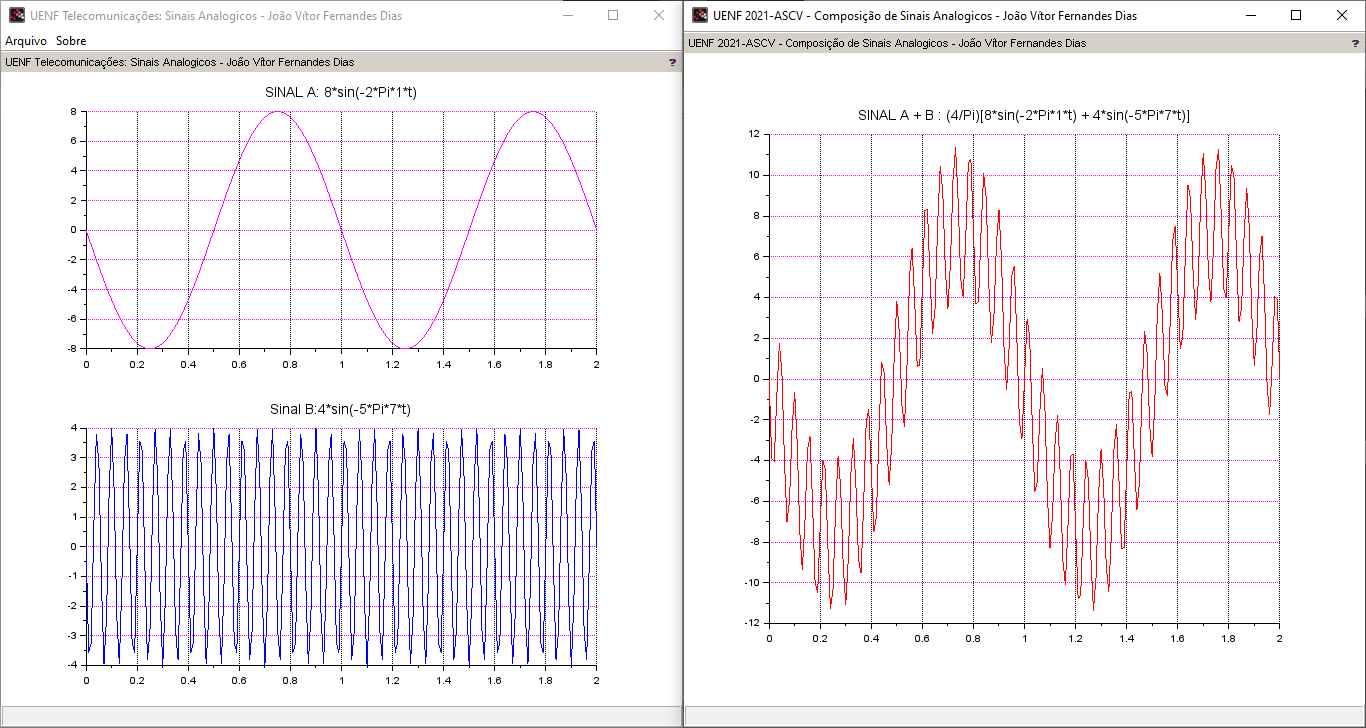 UENF Telecomunicações: Sinais Analogicos - João Vítor Fernandes Dias
Arquivo Sobre
UENF Telecomunicações: Sinais Analogicos - João Vítor Fernandes Dias ?
SINAL A: 8*sin(-2*Pi*1*t)
8
6
4
2
0
-2
-4
-6
-8
0 0.2 0.4 0.6 0.8 1 1.2 1.4 1.6 1.8 2
Sinal B:4*sin(-5*Pi*7*t)
4
3
2
1
0
-1
-2
-3
-4
0 0.2 0.4 0.6 0.8 1 1.2 1.4 1.6 1.8 2
UENF 2021-ASCV - Composição de Sinais Analogicos - João Vítor Fernandes Dias
UENF 2021-ASCV - Composição de Sinais Analogicos - João Vítor Fernandes Dias ?
SINAL A + B : (4/Pi)[8*sin(-2*Pi*1*t) + 4*sin(-5*Pi*7*t)]
12
10
8
6
4
2
0
-2
-4
-6
-8
-10
-12
0 0.2 0.4 0.6 0.8 1 1.2 1.4 1.6 1.8 2